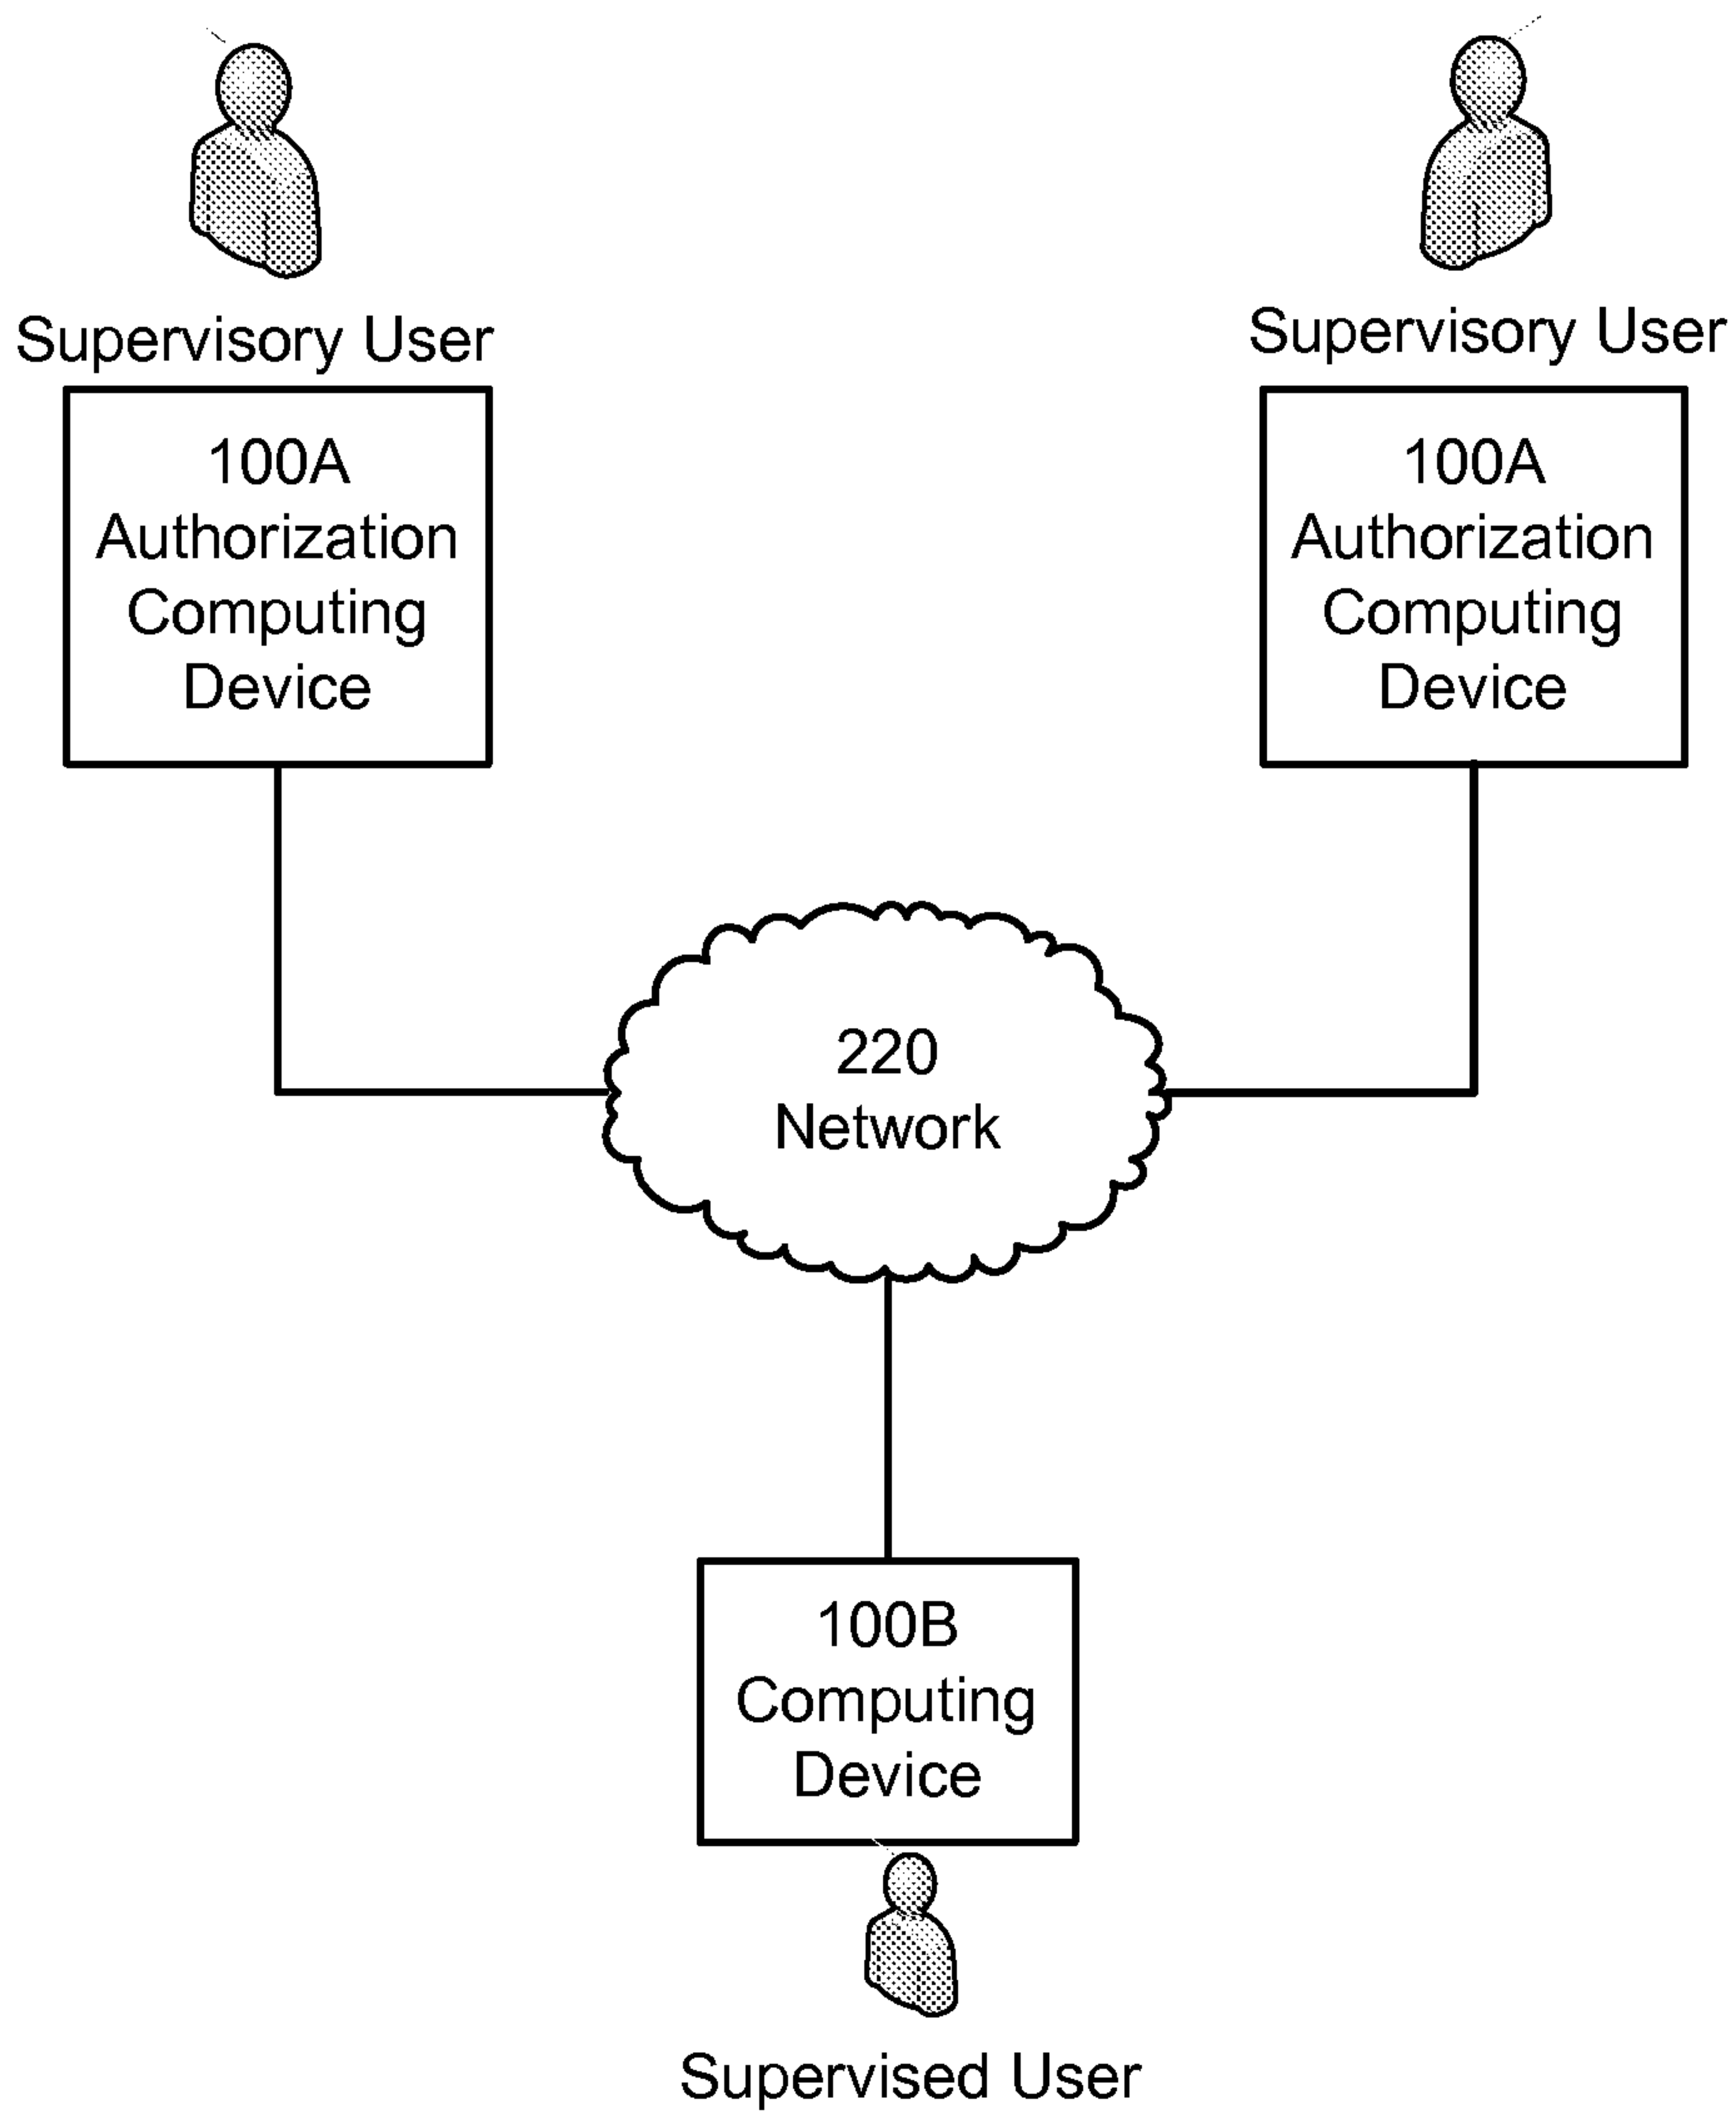 Supervisory User
100A
Authorization
Computing
Device
Supervisory User
100A
Authorization
Computing
Device
220
Network
100B
Computing
Device
Supervised User